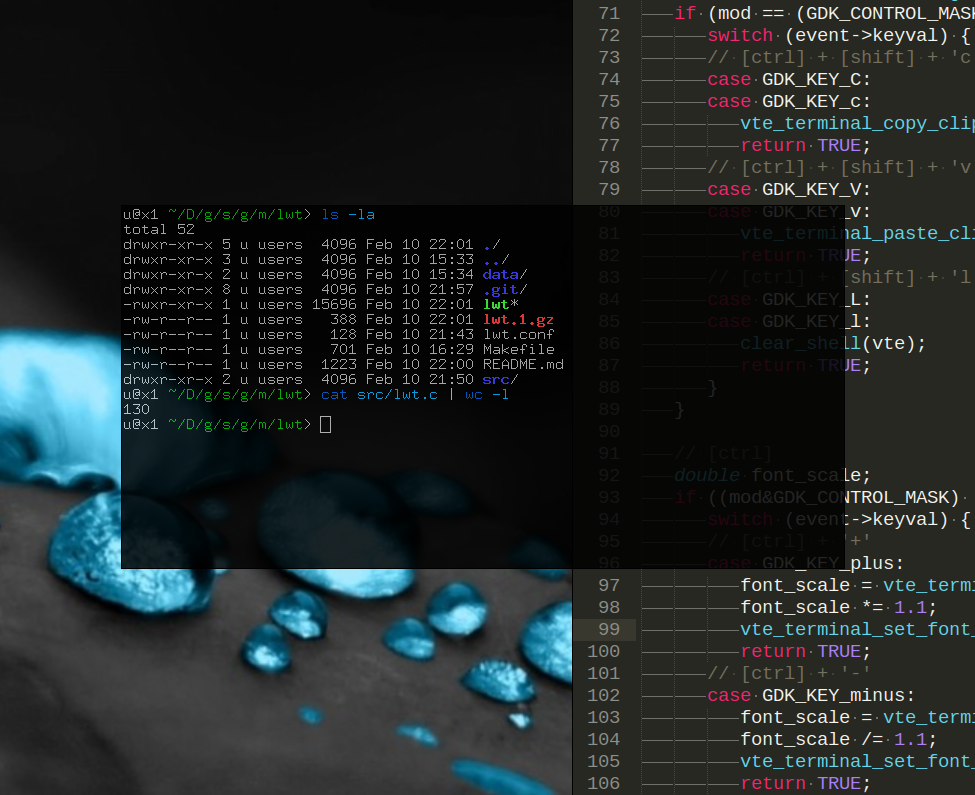 u@x1 ~/D/g/s/g/m/lwt> ls -la
total 52
drwxr-xr-x 5 u users  4096 Feb 10 22:01 ./
drwxr-xr-x 3 u users  4096 Feb 10 15:33 ../
drwxr-xr-x 2 u users  4096 Feb 10 15:34 data/
drwxr-xr-x 8 u users  4096 Feb 10 21:57 .git/
-rwxr-xr-x 1 u users 15696 Feb 10 22:01 lwt*
-rw-r--r-- 1 u users   388 Feb 10 22:01 lwt.1.gz
-rw-r--r-- 1 u users   128 Feb 10 21:43 lwt.conf
-rw-r--r-- 1 u users   701 Feb 10 16:29 Makefile
-rw-r--r-- 1 u users  1223 Feb 10 22:00 README.md
drwxr-xr-x 2 u users  4096 Feb 10 21:50 src/
u@x1 ~/D/g/s/g/m/lwt> cat src/lwt.c | wc -l
130
u@x1 ~/D/g/s/g/m/lwt>
71 if (mod == (GDK_CONTROL_MASK
72 switch (event->keyval) {
73 // [ctrl] + [shift] + 'c
74 case GDK_KEY_C:
75 case GDK_KEY_c:
76 vte_terminal_copy_clip
77 return TRUE;
78 // [ctrl] + [shift] + 'v
79 case GDK_KEY_V:
80 case GDK_KEY_v:
81 vte_terminal_paste_cli
82 return TRUE;
83 // [ctrl] + [shift] + 'l
84 case GDK_KEY_L:
85 case GDK_KEY_l:
86 clear_shell(vte);
87 return TRUE;
88 }
89 }
90
91 // [ctrl]
92 double font_scale;
93 if ((mod&GDK_CONTROL_MASK)
94 switch (event->keyval) {
95 // [ctrl] + '+'
96 case GDK_KEY_plus:
97 font_scale = vte_termi
98 font_scale *= 1.1;
99 vte_terminal_set_font_
100 return TRUE;
101 // [ctrl] + '-'
102 case GDK_KEY_minus:
103 font_scale = vte_termi
104 font_scale /= 1.1;
105 vte_terminal_set_font_
106 return TRUE;